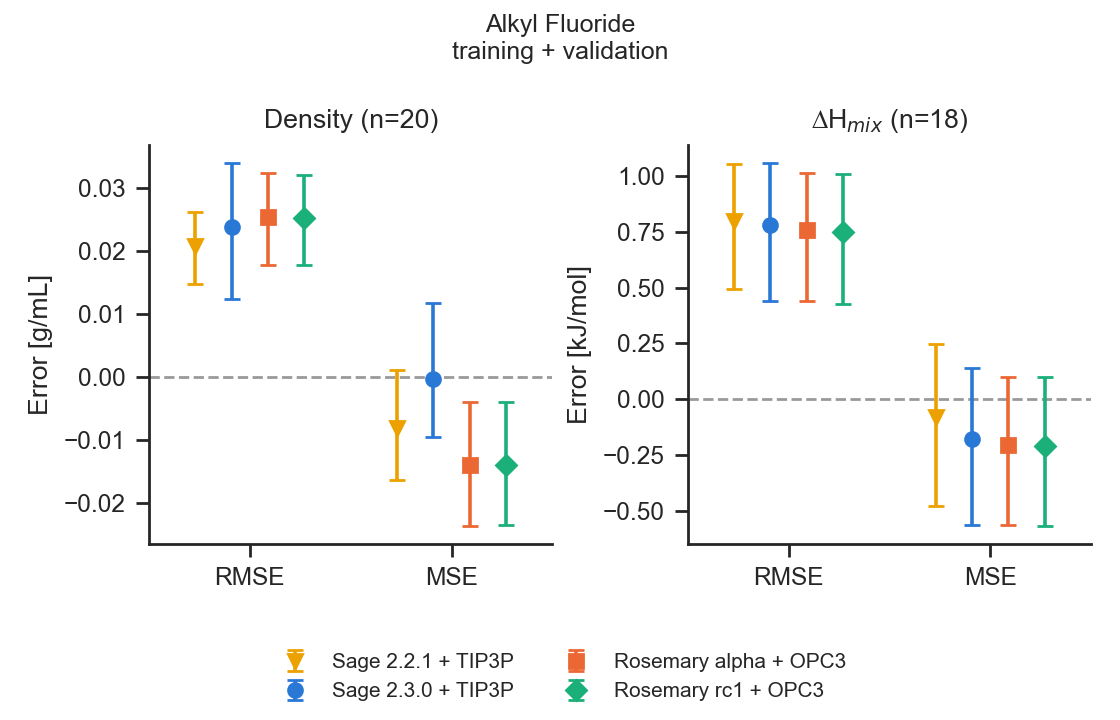 Alkyl Fluoride
training + validation
Density (n=20)
ΔH_mix (n=18)
Error [g/mL]
0.03
0.02
0.01
0.00
−0.01
−0.02
RMSE
MSE
Error [kJ/mol]
1.00
0.75
0.50
0.25
0.00
−0.25
−0.50
RMSE
MSE
Sage 2.2.1 + TIP3P
Sage 2.3.0 + TIP3P
Rosemary alpha + OPC3
Rosemary rc1 + OPC3